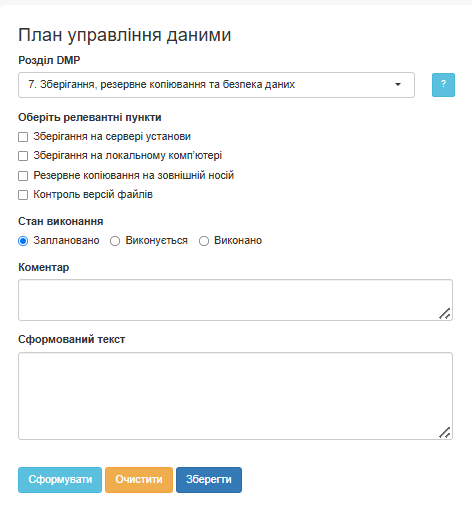 План управління даними
Розділ DMP
7. Зберігання, резервне копіювання та безпека даних
?
Оберіть релевантні пункти
Зберігання на сервері установи
Зберігання на локальному комп'ютері
Резервне копіювання на зовнішній носій
Контроль версій файлів
Стан виконання
Заплановано Виконується Виконано
Коментар
Сформований текст
Сформувати Очистити Зберегти